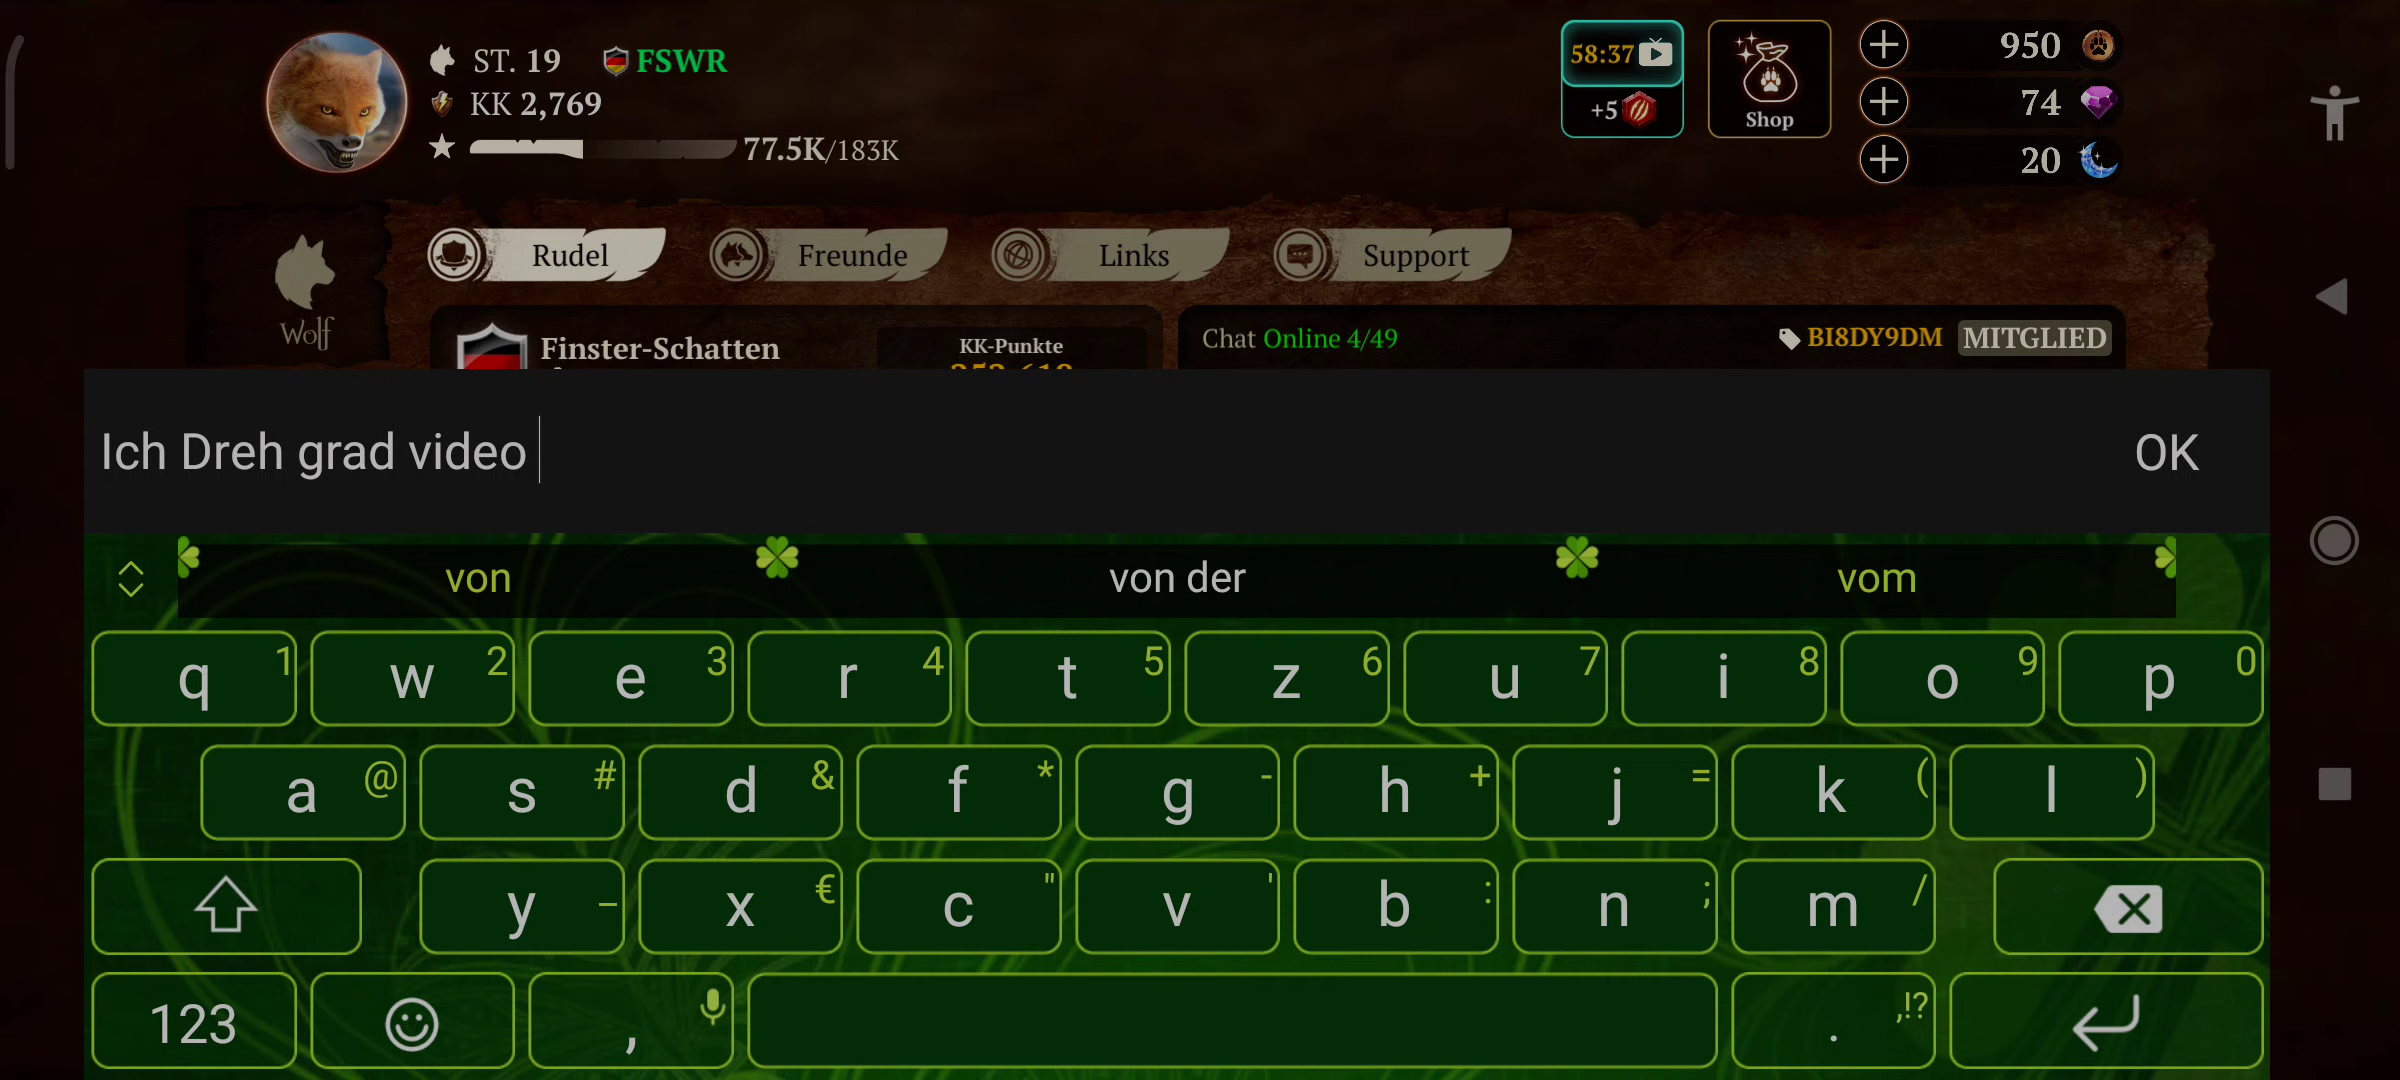 ST. 19 FSWR
KK 2,769
77.5K/183K
58:37
+5
Shop
950
74
20
Wolf
Rudel
Freunde
Links
Support
Finster-Schatten
KK-Punkte
Chat Online 4/49
BI8DY9DM MITGLIED
Ich Dreh grad video
OK
von
von der
vom
q 1 w 2 e 3 r 4 t 5 z 6 u 7 i 8 o 9 p 0
a @ s # d & f * g - h + j = k ( l )
y _ x € c " v ' b : n ; m /
123 , . ,!?